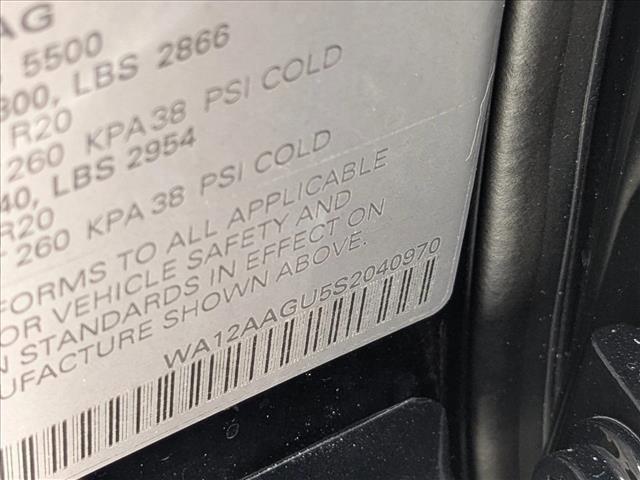 AG
5500
300, LBS 2866
R20
260 KPA 38 PSI COLD
40, LBS 2954
R20
260 KPA 38 PSI COLD
FORMS TO ALL APPLICABLE
OR VEHICLE SAFETY AND
N STANDARDS IN EFFECT ON
UFACTURE SHOWN ABOVE.
WA12AAGU5S2040970